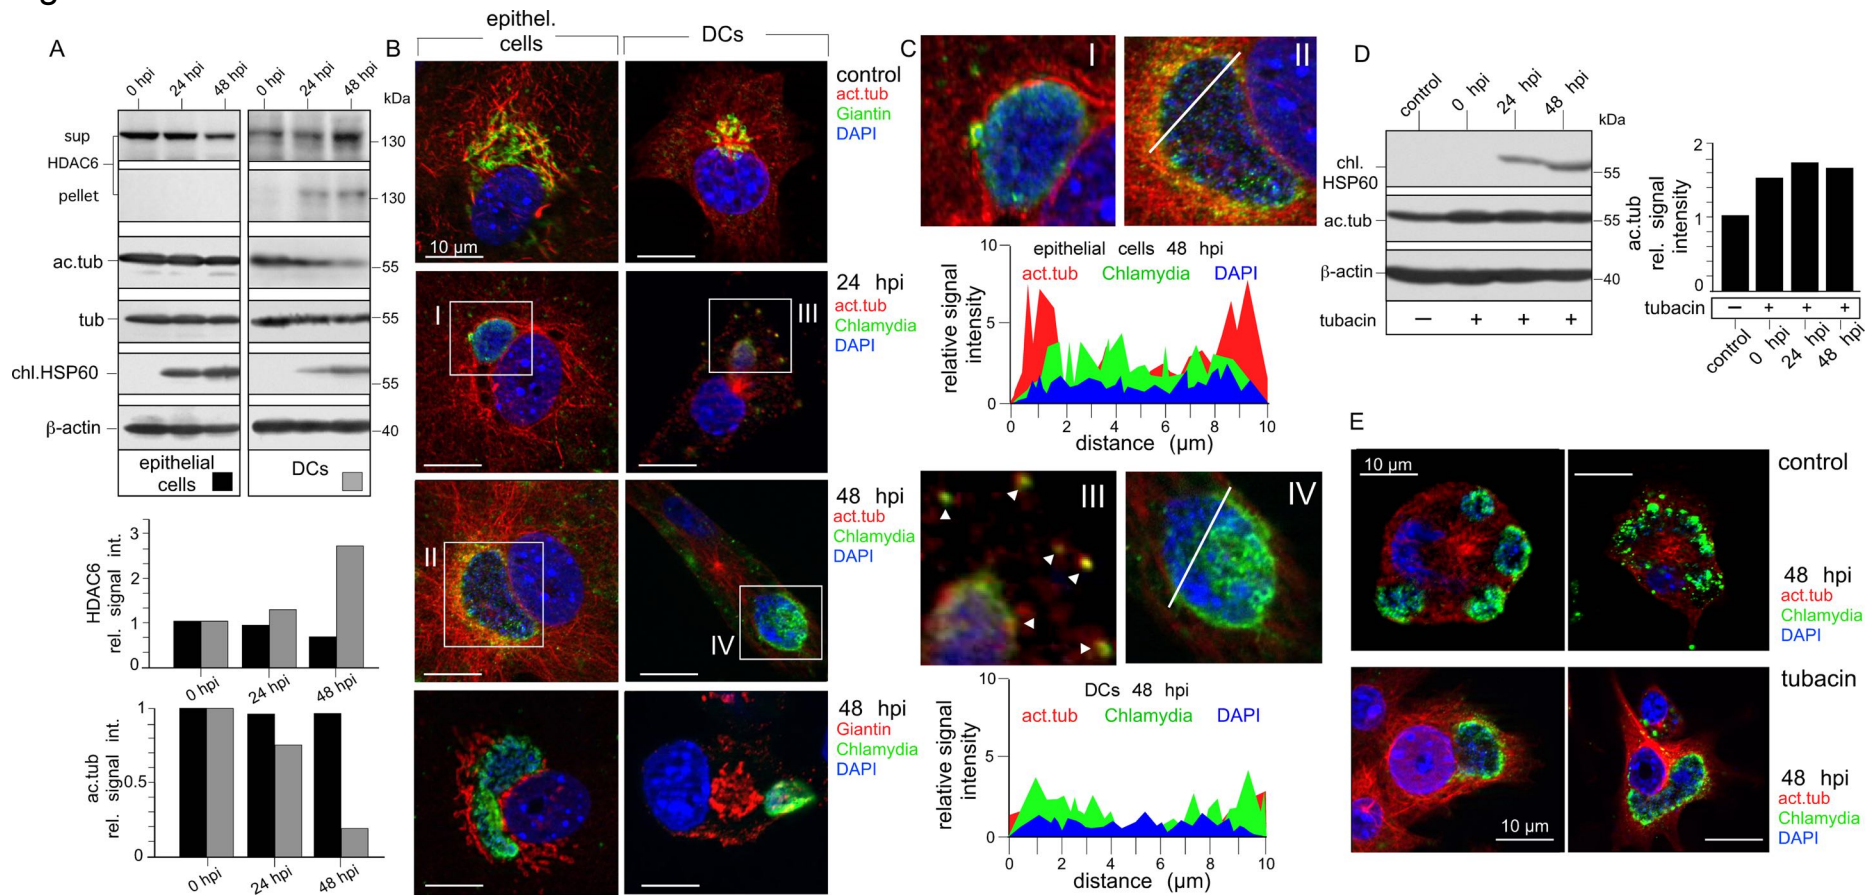 A
0 hpi
24 hpi
48 hpi
0 hpi
24 hpi
48 hpi
kDa
sup
HDAC6
pellet
130
130
ac.tub
55
tub
55
chl.HSP60
55
β-actin
40
epithelial
cells
DCs
HDAC6
rel. signal int.
3
2
1
0
0 hpi
24 hpi
48 hpi
ac.tub
rel. signal int.
1
0.5
0
0 hpi
24 hpi
48 hpi
B
epithel.
cells
DCs
control
act.tub
Giantin
DAPI
10 µm
24 hpi
act.tub
Chlamydia
DAPI
I
III
48 hpi
act.tub
Chlamydia
DAPI
II
IV
48 hpi
Giantin
Chlamydia
DAPI
C
I
II
epithelial cells 48 hpi
act.tub
Chlamydia
DAPI
relative signal
intensity
10
5
0
0
2
4
6
8
10
distance (µm)
III
IV
DCs 48 hpi
act.tub
Chlamydia
DAPI
relative signal
intensity
10
5
0
0
2
4
6
8
10
distance (µm)
D
control
0 hpi
24 hpi
48 hpi
kDa
chl.
HSP60
55
ac.tub
55
β-actin
40
tubacin
−
+
+
+
ac.tub
rel. signal
intensity
2
1
0
tubacin
−
+
+
+
control
0 hpi
24 hpi
48 hpi
E
10 µm
control
48 hpi
act.tub
Chlamydia
DAPI
tubacin
48 hpi
act.tub
Chlamydia
DAPI
10 µm